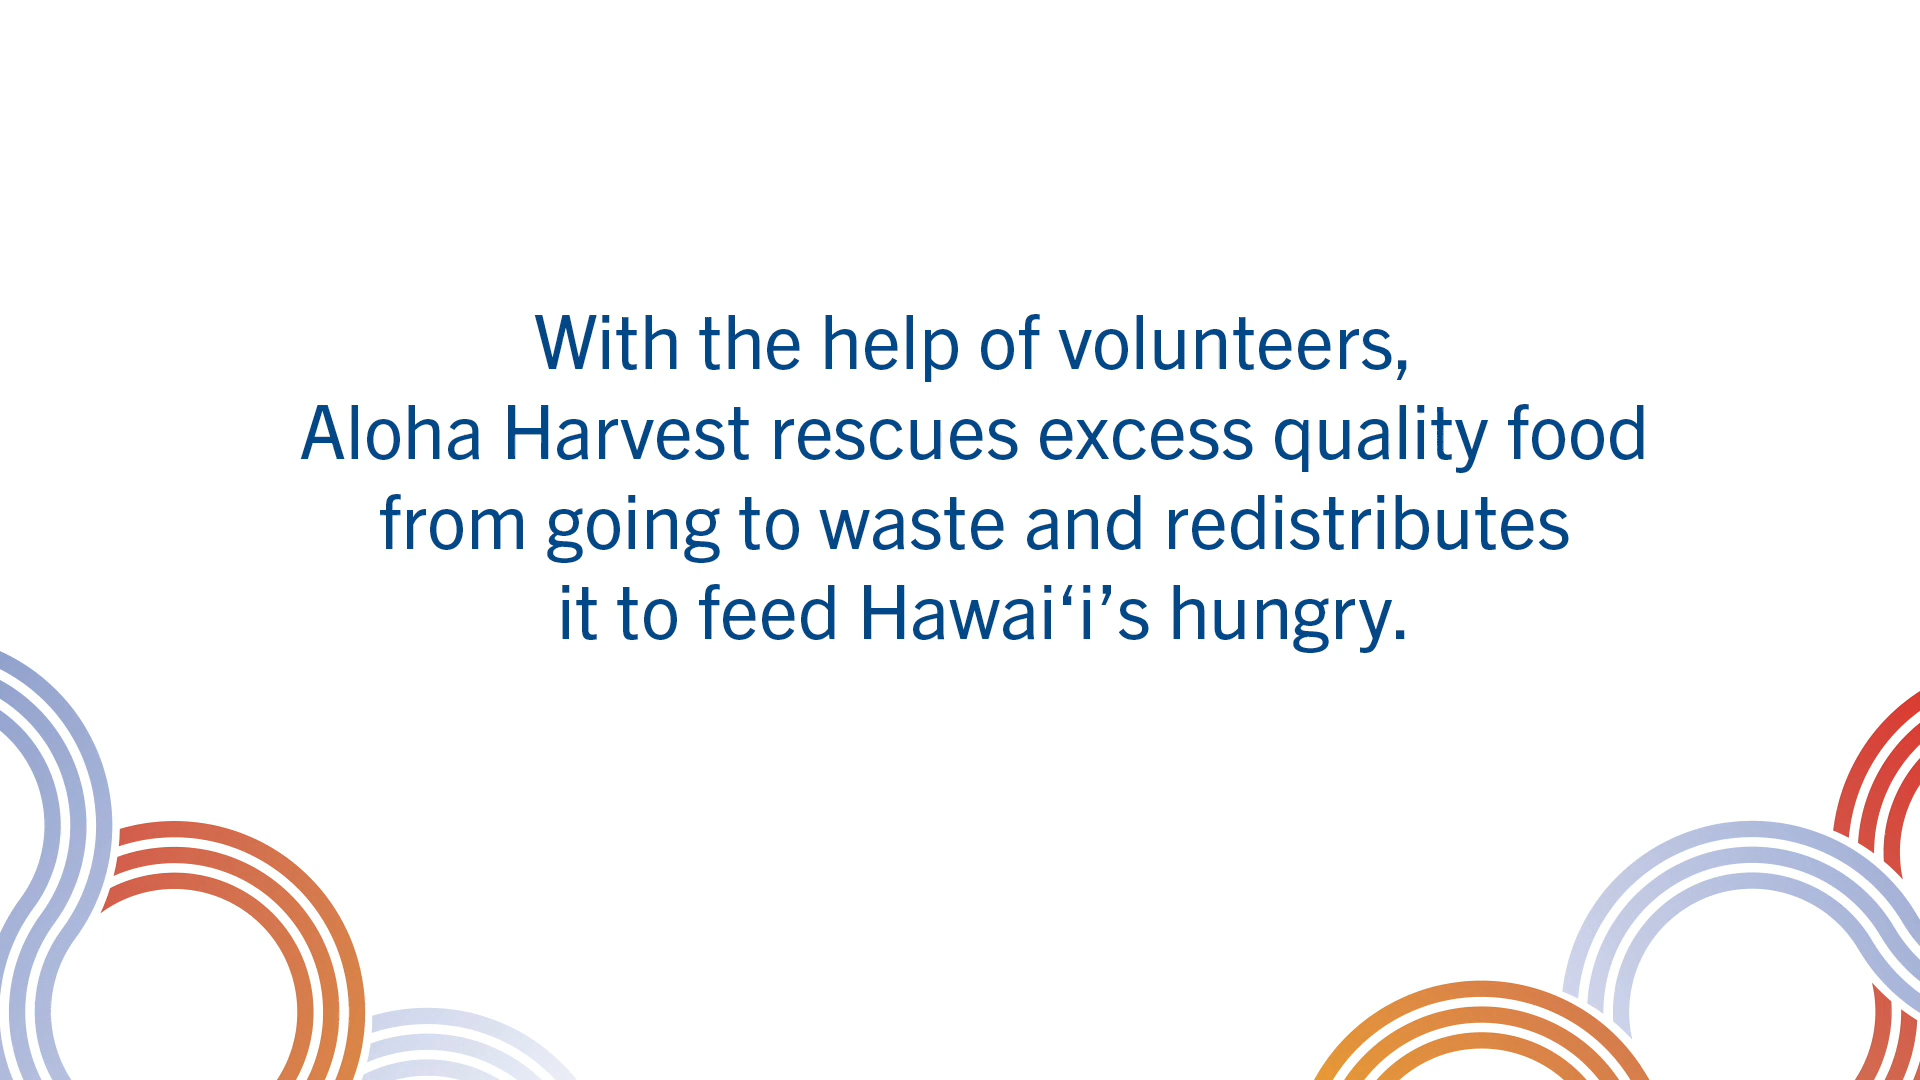 With the help of volunteers,
Aloha Harvest rescues excess quality food
from going to waste and redistributes
it to feed Hawai‘i’s hungry.